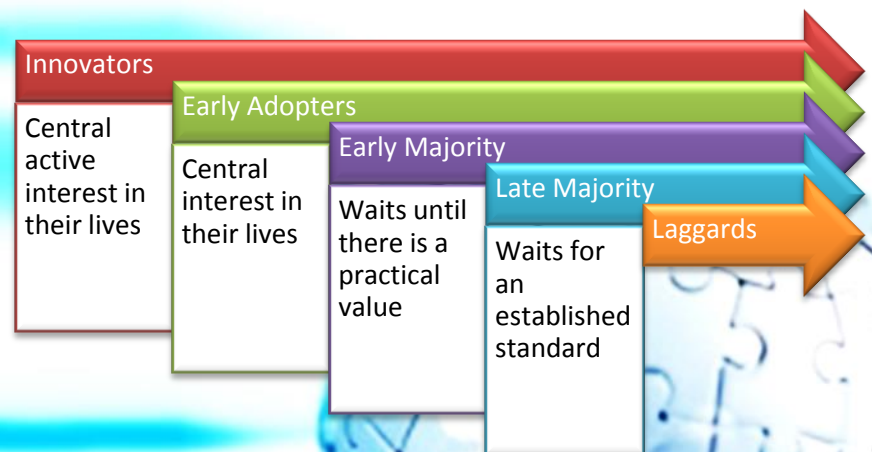 Innovators
Central
active
interest in
their lives
Early Adopters
Central
interest in
their lives
Early Majority
Waits until
there is a
practical
value
Late Majority
Waits for
an
established
standard
Laggards